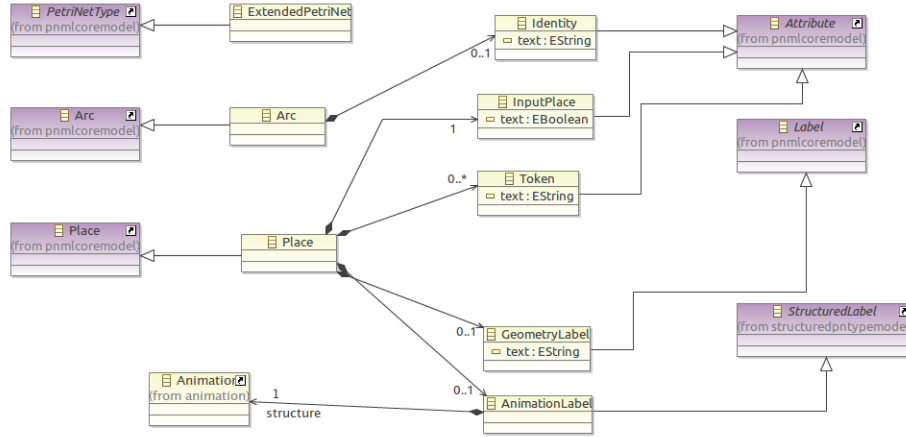 PetriNetType
(from pnmlcoremodel)
ExtendedPetriNet
Identity
text : EString
0..1
Attribute
(from pnmlcoremodel)
Arc
(from pnmlcoremodel)
Arc
InputPlace
text : EBoolean
1
Label
(from pnmlcoremodel)
Token
text : EString
0..*
Place
(from pnmlcoremodel)
Place
GeometryLabel
text : EString
0..1
StructuredLabel
(from structuredpntypemode
Animation
(from animation)
1
structure
0..1
AnimationLabel